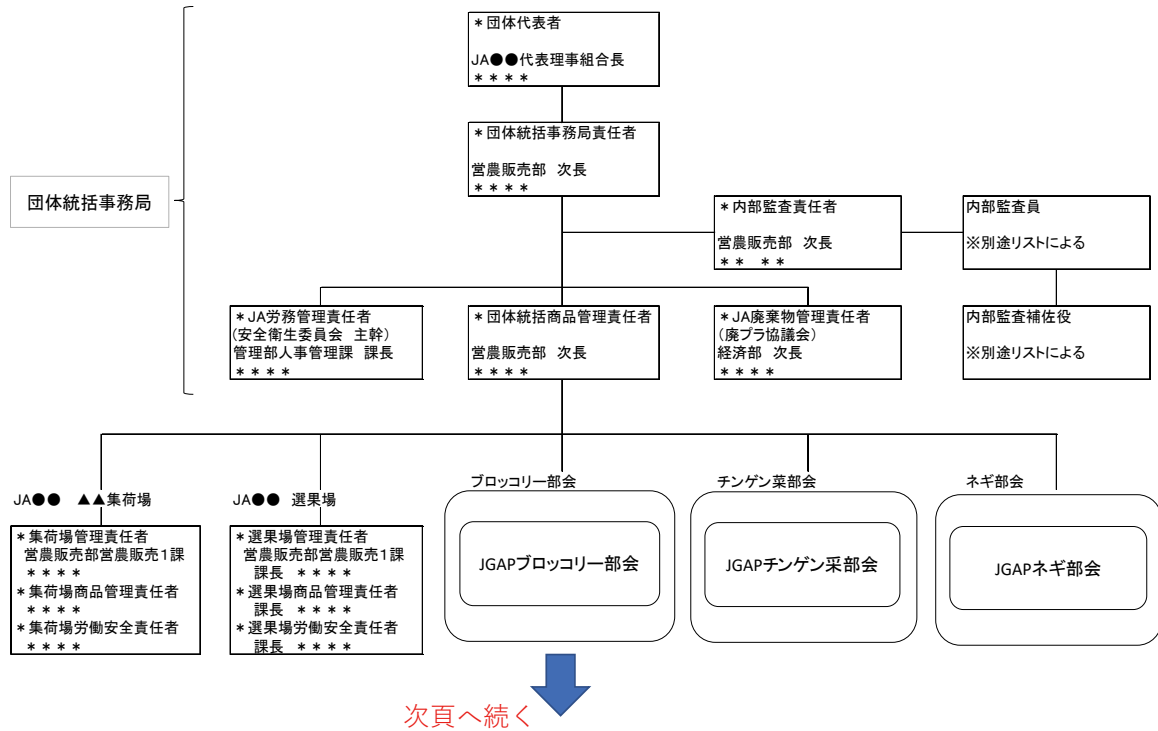 ＊団体代表者
JA●●代表理事組合長
＊＊＊＊
＊団体統括事務局責任者
営農販売部 次長
＊＊＊＊
団体統括事務局
＊内部監査責任者
営農販売部 次長
＊＊ ＊＊
内部監査員
※別途リストによる
＊JA労務管理責任者
(安全衛生委員会 主幹)
管理部人事管理課 課長
＊＊＊＊
＊団体統括商品管理責任者
営農販売部 次長
＊＊＊＊
＊JA廃棄物管理責任者
(廃プラ協議会)
経済部 次長
＊＊＊＊
内部監査補佐役
※別途リストによる
JA●● ▲▲集荷場
＊集荷場管理責任者
営農販売部営農販売1課
＊＊＊＊
＊集荷場商品管理責任者
＊＊＊＊
＊集荷場労働安全責任者
＊＊＊＊
JA●● 選果場
＊選果場管理責任者
営農販売部営農販売1課
課長 ＊＊＊＊
＊選果場商品管理責任者
課長 ＊＊＊＊
＊選果場労働安全責任者
課長 ＊＊＊＊
ブロッコリー部会
JGAPブロッコリー部会
チンゲン菜部会
JGAPチンゲン采部会
ネギ部会
JGAPネギ部会
次頁へ続く